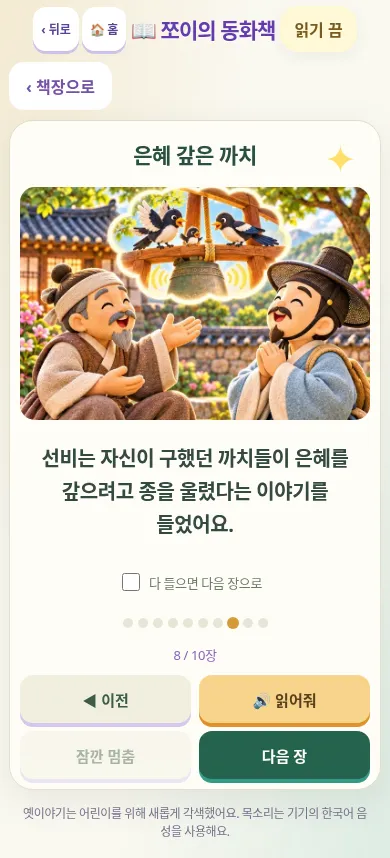 ‹ 뒤로
🏠 홈
📖 쪼이의 동화책
읽기 끔
‹ 책장으로
은혜 갚은 까치
선비는 자신이 구했던 까치들이 은혜를
갚으려고 종을 울렸다는 이야기를
들었어요.
다 들으면 다음 장으로
8 / 10장
◀ 이전
🔊 읽어줘
잠깐 멈춤
다음 장
옛이야기는 어린이를 위해 새롭게 각색했어요. 목소리는 기기의 한국어 음
성을 사용해요.